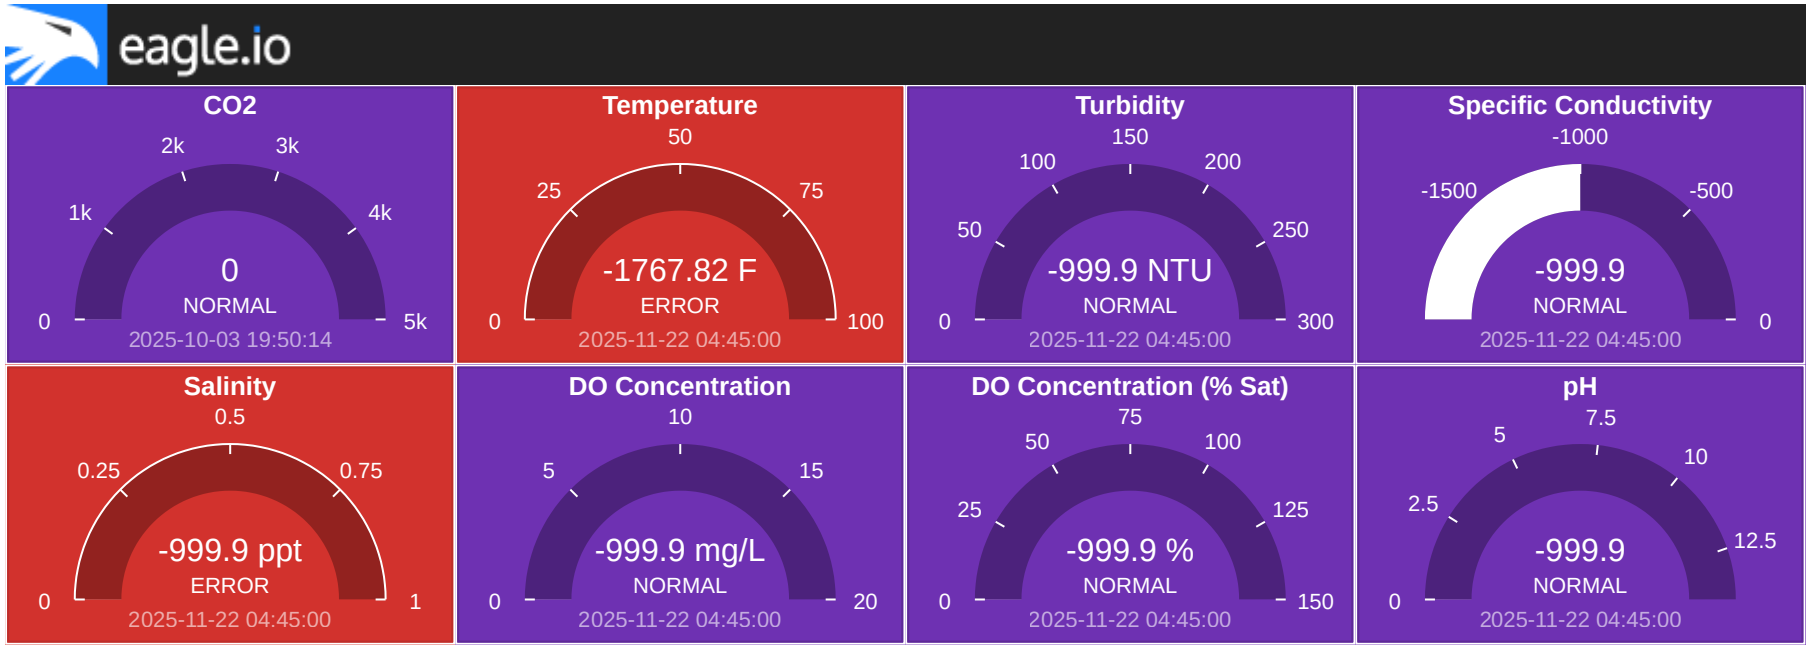 eagle.io
CO2
2k
3k
1k
4k
0
NORMAL
0
5k
2025-10-03 19:50:14
Temperature
50
25
75
-1767.82 F
ERROR
0
100
2025-11-22 04:45:00
Turbidity
150
100
200
50
250
-999.9 NTU
NORMAL
0
300
2025-11-22 04:45:00
Specific Conductivity
-1000
-1500
-500
-999.9
NORMAL
0
2025-11-22 04:45:00
Salinity
0.5
0.25
0.75
-999.9 ppt
ERROR
0
1
2025-11-22 04:45:00
DO Concentration
10
5
15
-999.9 mg/L
NORMAL
0
20
2025-11-22 04:45:00
DO Concentration (% Sat)
75
50
100
25
125
-999.9 %
NORMAL
0
150
2025-11-22 04:45:00
pH
7.5
5
10
2.5
12.5
-999.9
NORMAL
0
2025-11-22 04:45:00